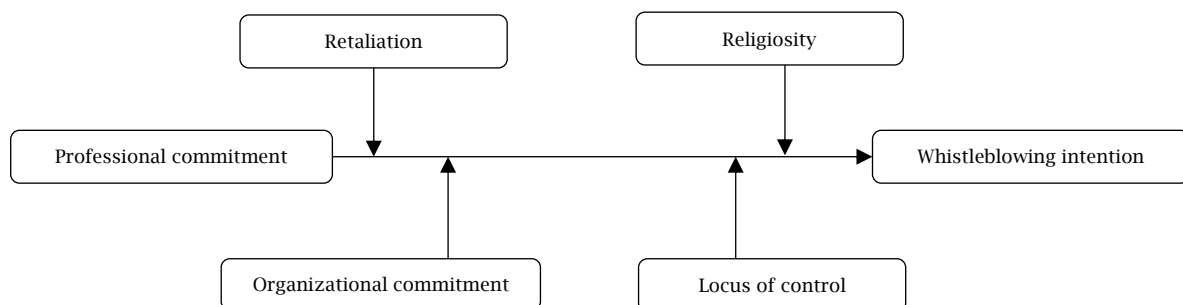 Retaliation
Religiosity
Professional commitment
Whistleblowing intention
Organizational commitment
Locus of control